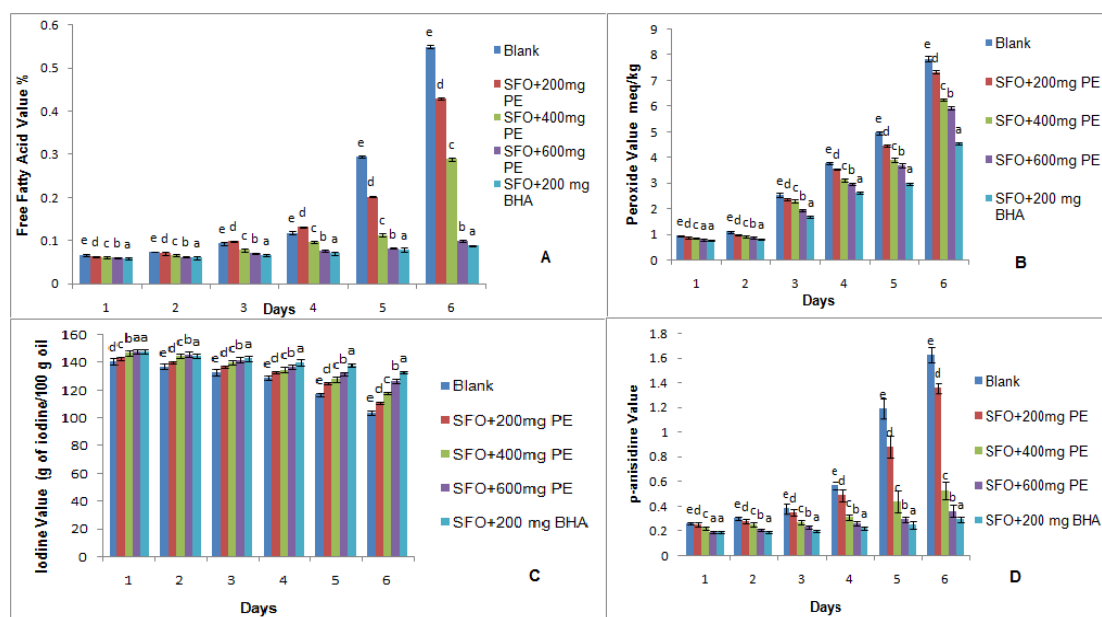 Free Fatty Acid Value %
0.6
0.5
0.4
0.3
0.2
0.1
0
e d c b a
e d c b a
e d c b a
e d c b a
e d c b a
e d c b a
1 2 3 4 5 6
Days
A
Blank
SFO+200mg PE
SFO+400mg PE
SFO+600mg PE
SFO+200 mg BHA
Peroxide Value meq/kg
9
8
7
6
5
4
3
2
1
0
e d c a a
e d c b a
e d c b a
e d c b a
e d c b a
e d c b a
1 2 3 4 5 6
Days
B
Blank
SFO+200mg PE
SFO+400mg PE
SFO+600mg PE
SFO+200 mg BHA
Iodine Value (g of iodine/100 g oil
160
140
120
100
80
60
40
20
0
d c b a a
e d c b a
e d c b a
e d c b a
e d c b a
e d c b a
1 2 3 4 5 6
Days
C
Blank
SFO+200mg PE
SFO+400mg PE
SFO+600mg PE
SFO+200 mg BHA
p-anisidine Value
1.8
1.6
1.4
1.2
1
0.8
0.6
0.4
0.2
0
e d c a a
e d c b a
e d c b a
e d c b a
e d c b a
e d c b a
1 2 3 4 5 6
Days
D
Blank
SFO+200mg PE
SFO+400mg PE
SFO+600mg PE
SFO+200 mg BHA